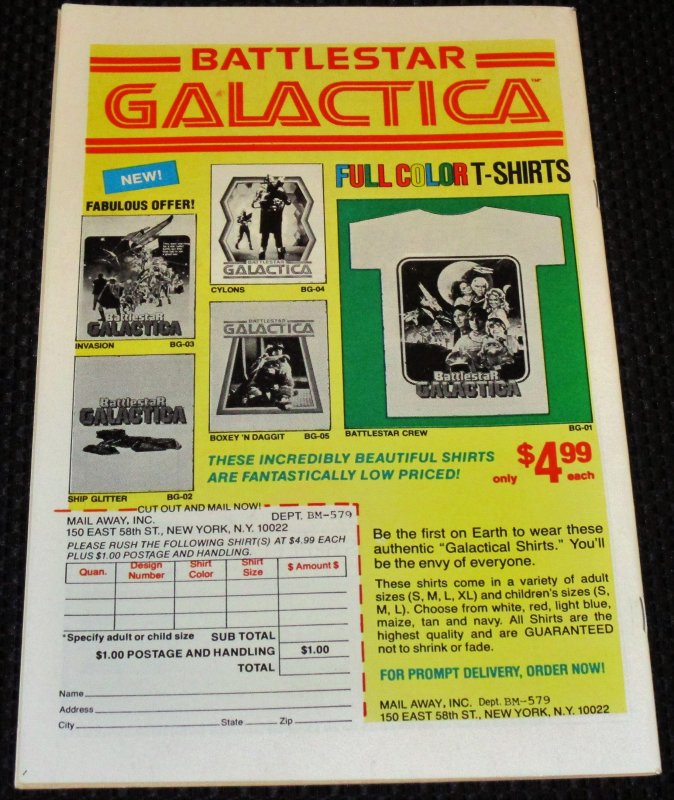 BATTLESTAR
GALACTICA™
NEW!
FABULOUS OFFER!
FULL COLOR T-SHIRTS
BATTLESTAR
GALACTICA
CYLONS BG-04
BattlestaR
GALACTICA
INVASION BG-03
BATTLESTAR
GALACTICA
BOXEY 'N DAGGIT BG-05
BattlestaR
GALACTICA
SHIP GLITTER BG-02
BattlestaR
GALACTICA
BATTLESTAR CREW BG-01
THESE INCREDIBLY BEAUTIFUL SHIRTS
ARE FANTASTICALLY LOW PRICED!
only $4.99 each
CUT OUT AND MAIL NOW!
MAIL AWAY, INC. DEPT. BM-579
150 EAST 58th ST., NEW YORK, N.Y. 10022
PLEASE RUSH THE FOLLOWING SHIRT(S) AT $4.99 EACH
PLUS $1.00 POSTAGE AND HANDLING.
Quan. Design Number Shirt Color Shirt Size $ Amount $
*Specify adult or child size SUB TOTAL
$1.00 POSTAGE AND HANDLING $1.00
TOTAL
Name
Address
City State Zip
Be the first on Earth to wear these
authentic "Galactical Shirts." You'll
be the envy of everyone.
These shirts come in a variety of adult
sizes (S, M, L, XL) and children's sizes (S,
M, L). Choose from white, red, light blue,
maize, tan and navy. All Shirts are the
highest quality and are GUARANTEED
not to shrink or fade.
FOR PROMPT DELIVERY, ORDER NOW!
MAIL AWAY, INC. Dept. BM-579
150 EAST 58th ST., NEW YORK, N.Y. 10022